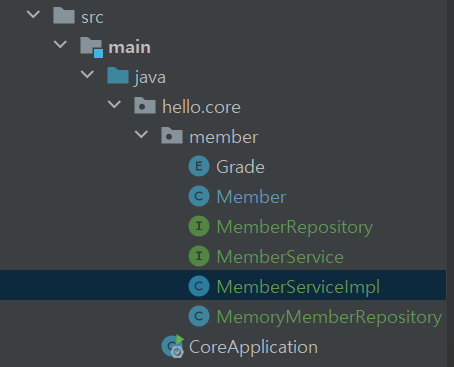 src
main
java
hello.core
member
E Grade
C Member
I MemberRepository
I MemberService
C MemberServiceImpl
C MemoryMemberRepository
C CoreApplication